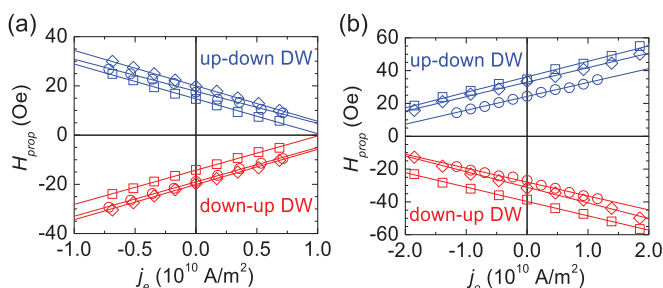 (a)
40
20
0
-20
-40
H_prop (Oe)
up-down DW
down-up DW
-1.0 -0.5 0.0 0.5 1.0
j_e (10^10 A/m^2)
(b)
60
40
20
0
-20
-40
-60
H_prop (Oe)
up-down DW
down-up DW
-2.0 -1.0 0.0 1.0 2.0
j_e (10^10 A/m^2)